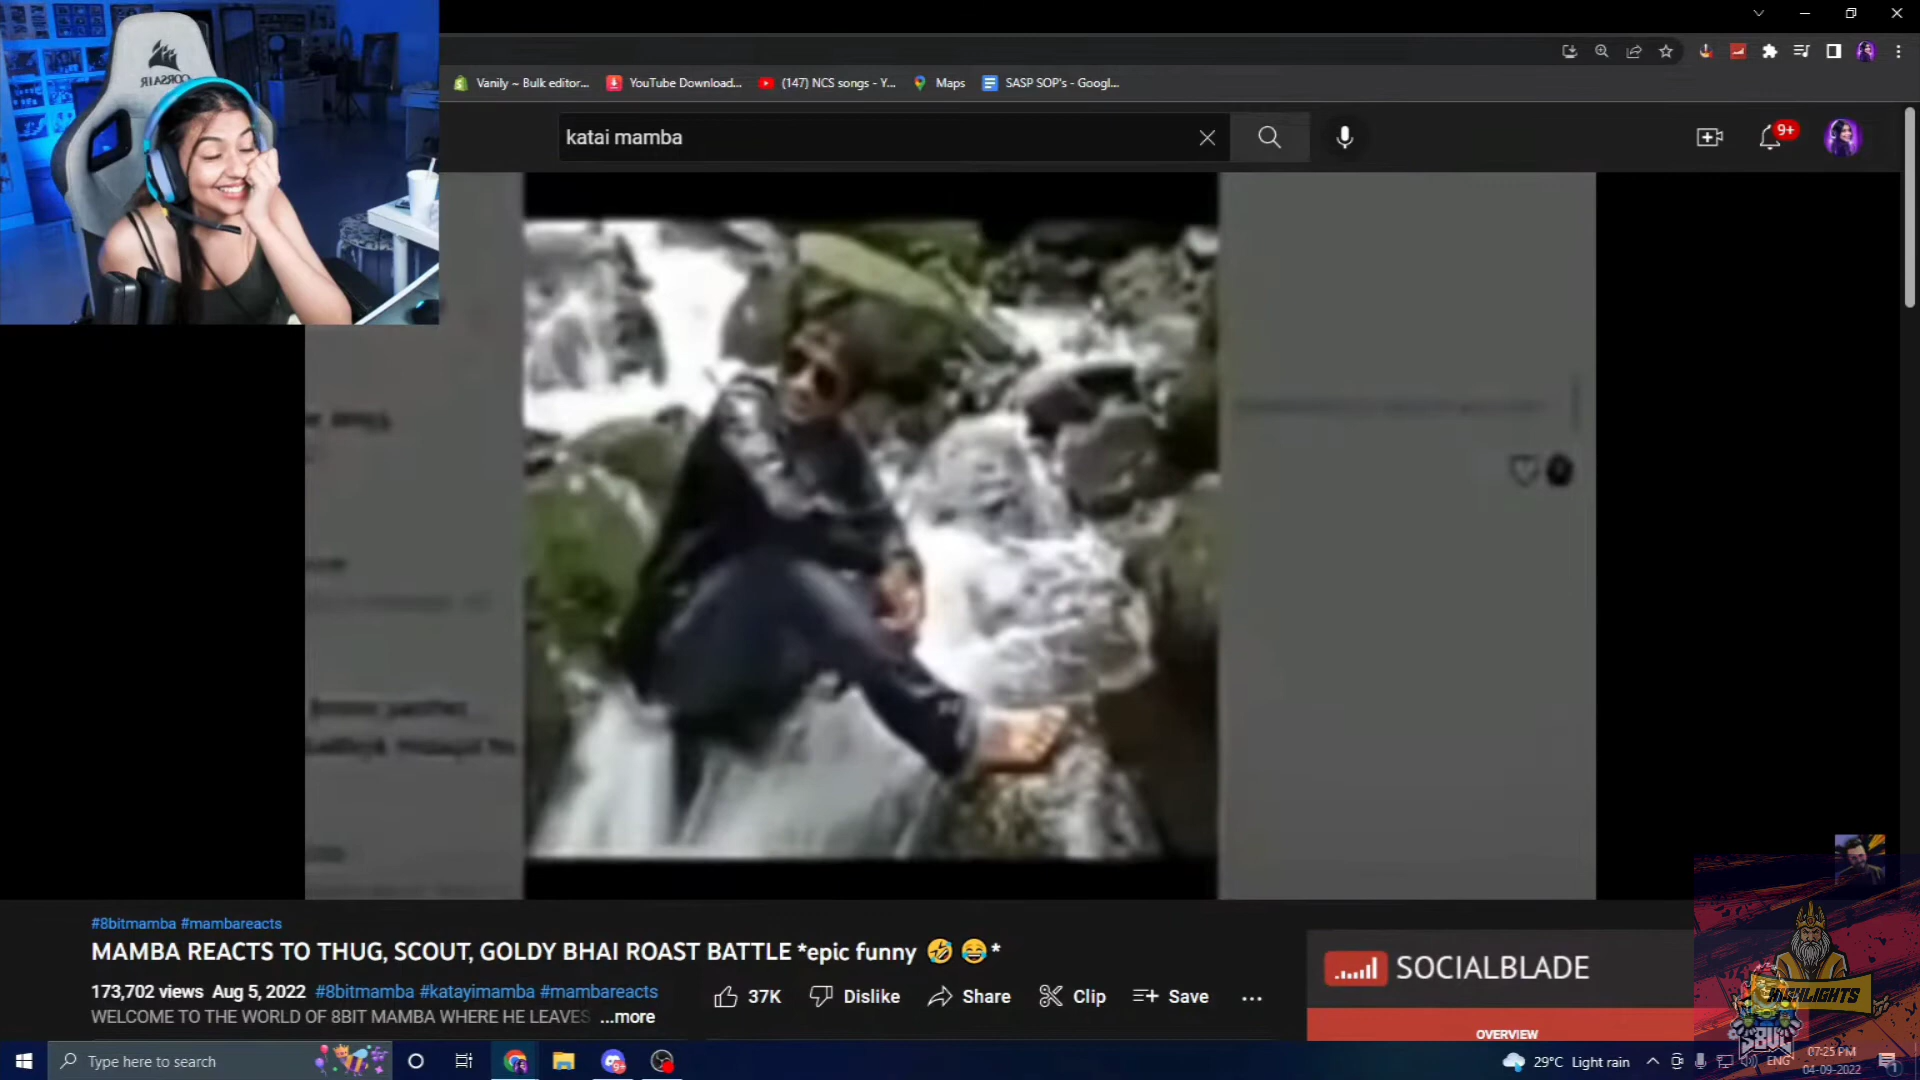 CORSAIR
Vanily ~ Bulk editor...
YouTube Download...
(147) NCS songs - Y...
Maps
SASP SOP's - Googl...
katai mamba
9+
#8bitmamba #mambareacts
MAMBA REACTS TO THUG, SCOUT, GOLDY BHAI ROAST BATTLE *epic funny 🤣 😂*
173,702 views Aug 5, 2022 #8bitmamba #katayimamba #mambareacts
WELCOME TO THE WORLD OF 8BIT MAMBA WHERE HE LEAVES ...more
37K
Dislike
Share
Clip
Save
SOCIALBLADE
OVERVIEW
HIGHLIGHTS
S8UL
Type here to search
9+
29°C Light rain
ENG
07:25 PM
04-09-2022
1